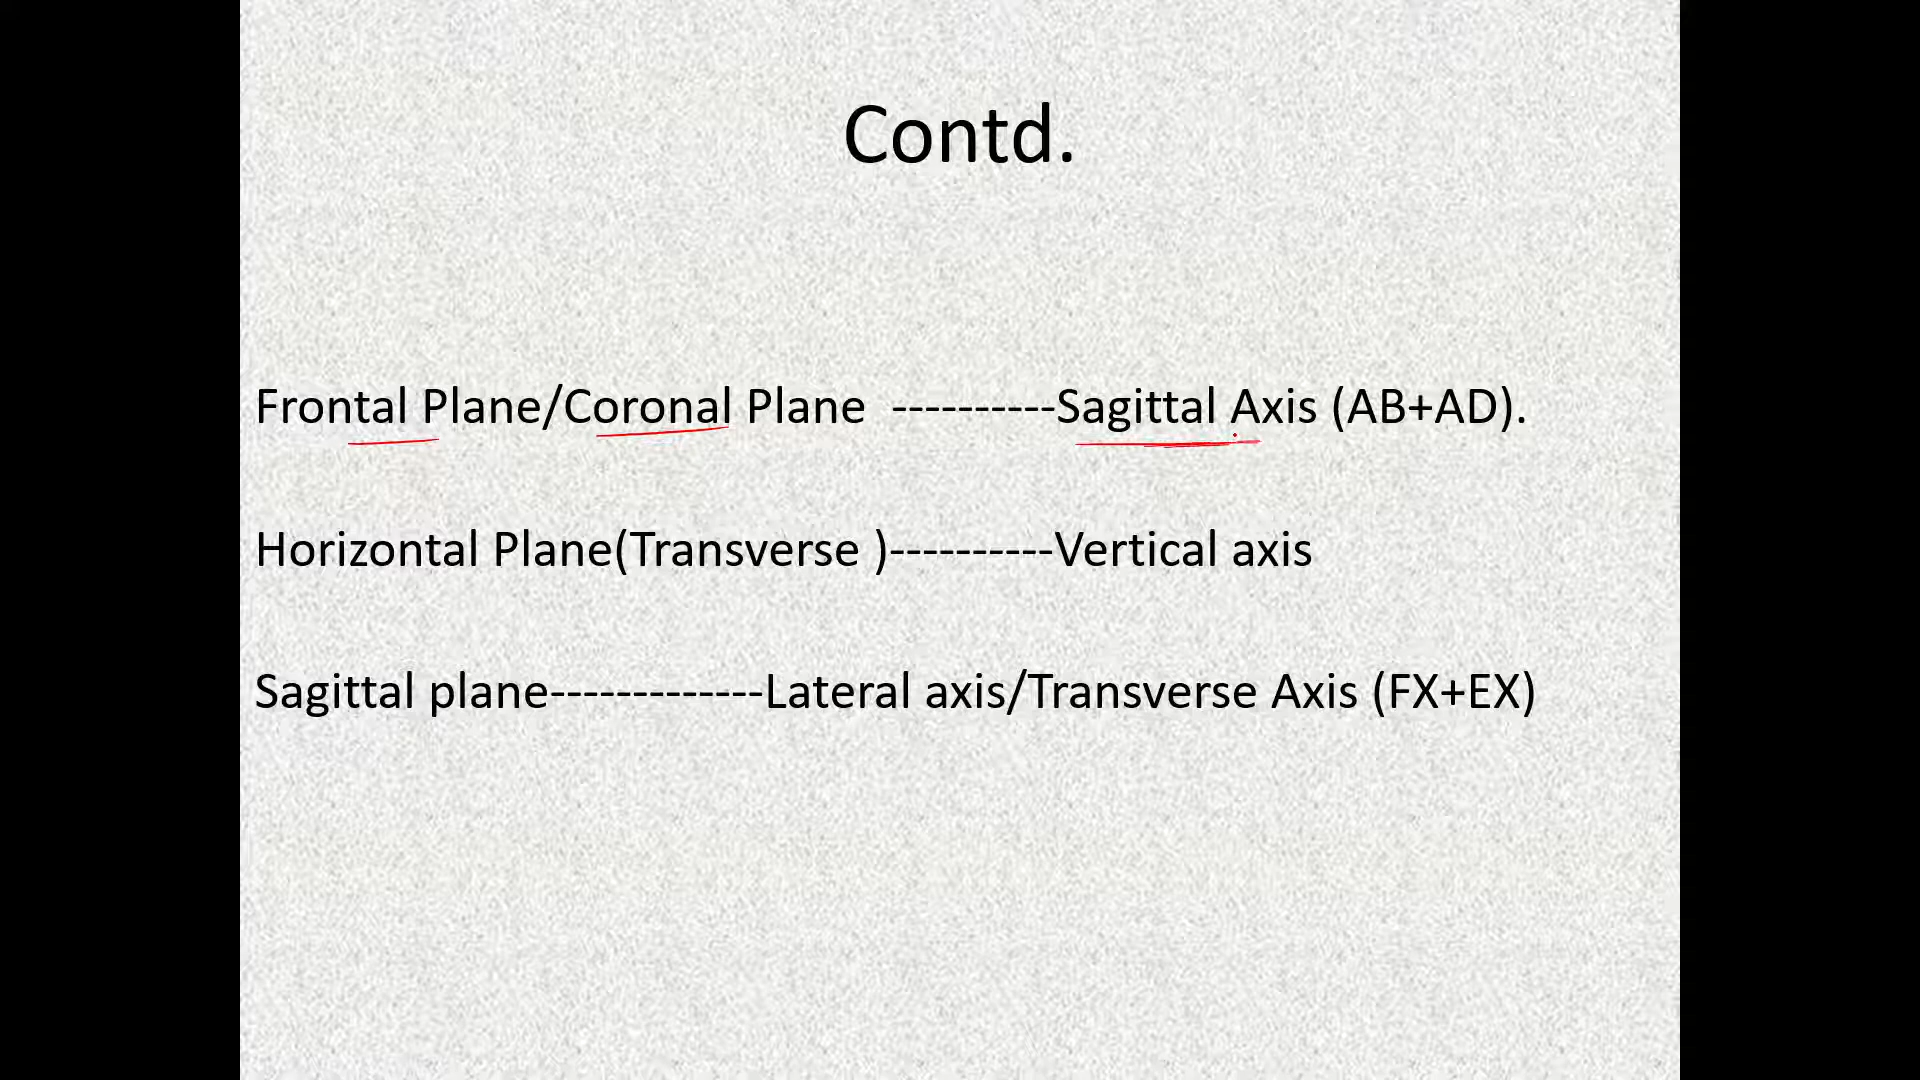 Contd.
Frontal Plane/Coronal Plane ----------Sagittal Axis (AB+AD).
Horizontal Plane(Transverse )----------Vertical axis
Sagittal plane-------------Lateral axis/Transverse Axis (FX+EX)